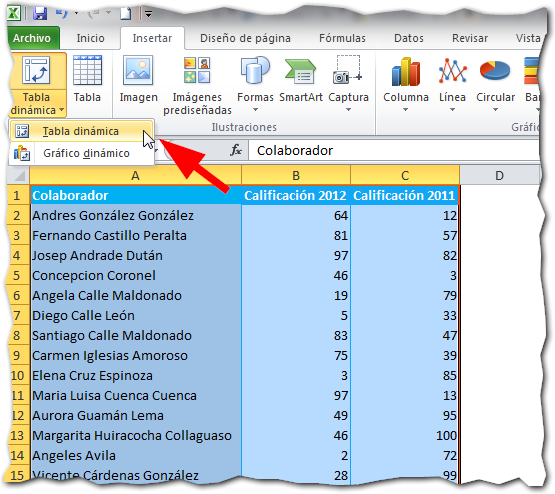 Archivo Inicio Insertar Diseño de página Fórmulas Datos Revisar Vista
Tabla dinámica Tabla Imagen Imágenes prediseñadas Formas SmartArt Captura Columna Línea Circular Bar
Ilustraciones Gráfic
Tabla dinámica
Gráfico dinámico
fx Colaborador
A B C D
1 Colaborador Calificación 2012 Calificación 2011
2 Andres González González 64 12
3 Fernando Castillo Peralta 81 57
4 Josep Andrade Dután 97 82
5 Concepcion Coronel 46 3
6 Angela Calle Maldonado 19 79
7 Diego Calle León 5 33
8 Santiago Calle Maldonado 83 47
9 Carmen Iglesias Amoroso 75 39
10 Elena Cruz Espinoza 3 85
11 Maria Luisa Cuenca Cuenca 97 13
12 Aurora Guamán Lema 49 95
13 Margarita Huiracocha Collaguaso 46 100
14 Angeles Avila 2 72
15 Vicente Cárdenas González 28 99